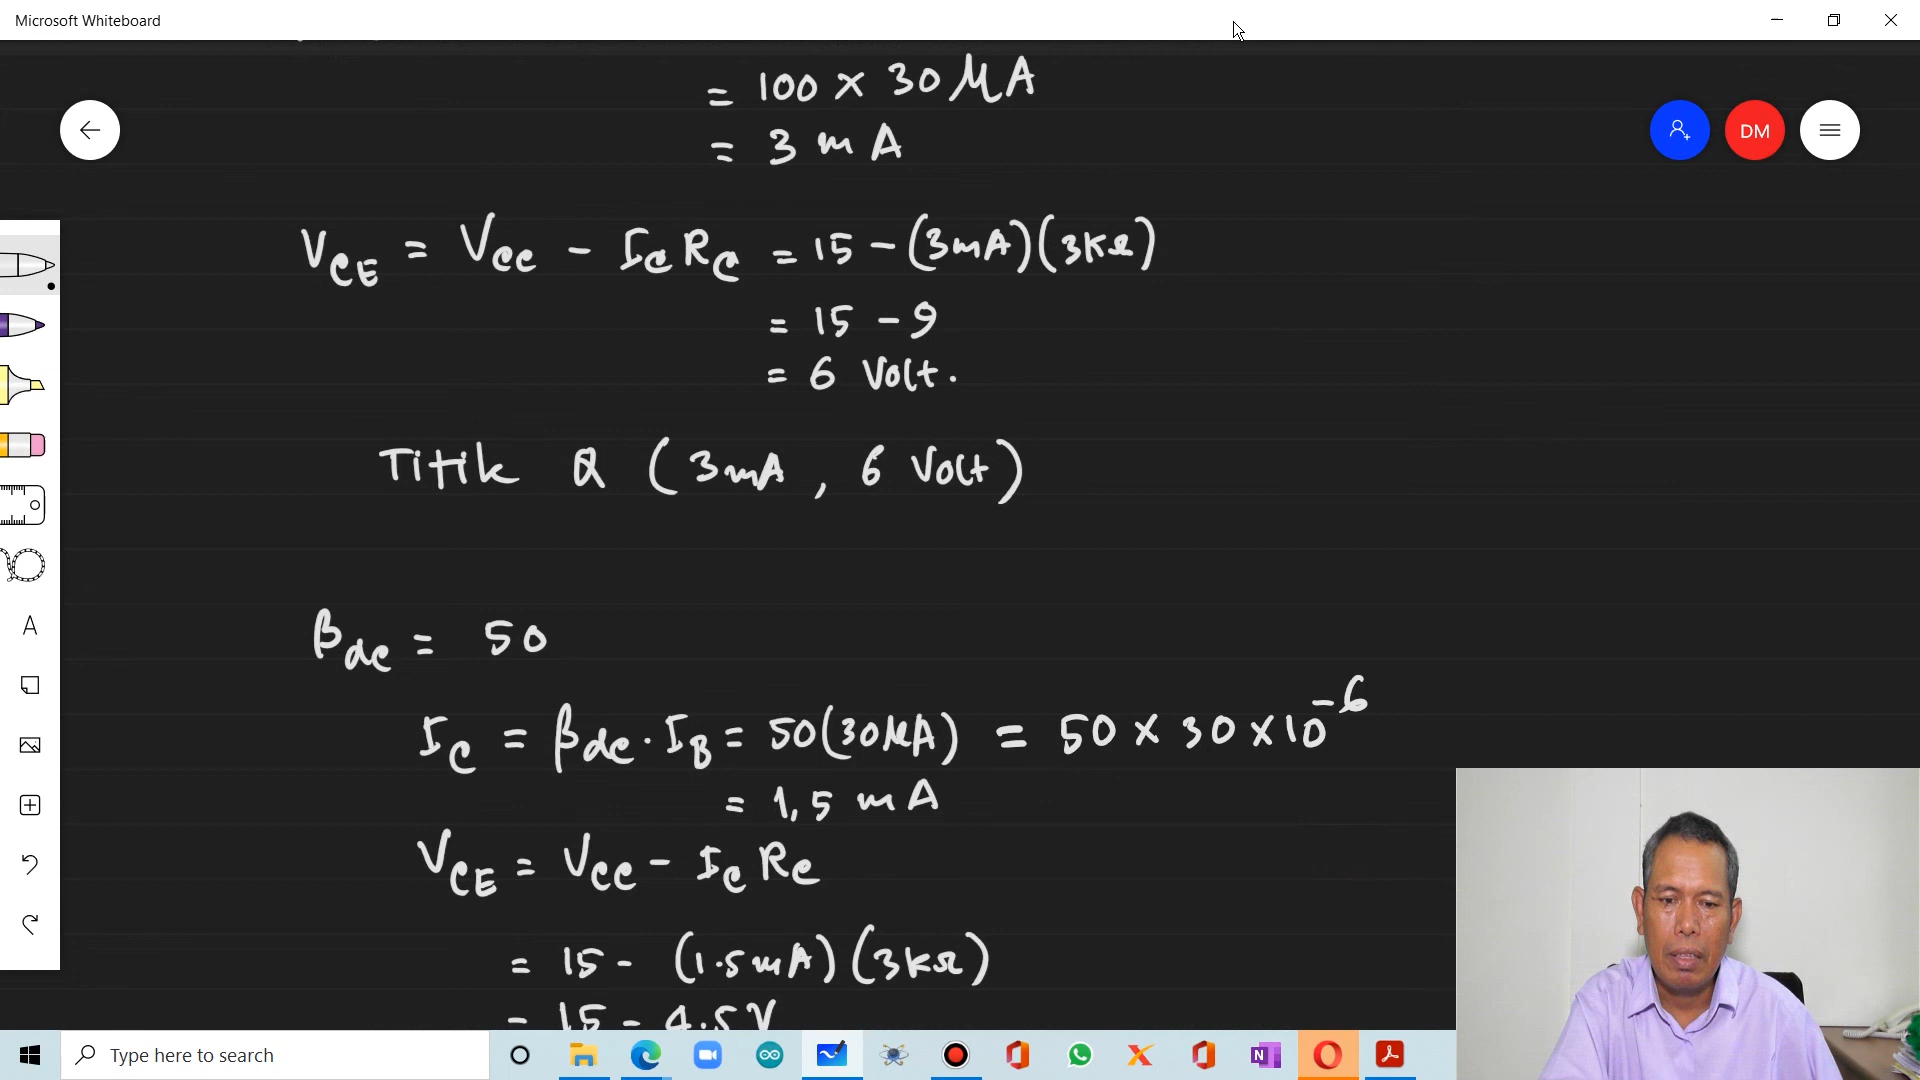 Microsoft Whiteboard
= 100 × 30 μA
= 3 mA
DM
VCE = VCC - IC RC = 15 - (3mA)(3kΩ)
= 15 - 9
= 6 Volt.
Titik Q (3mA, 6 Volt)
A
βdc = 50
IC = βdc . IB = 50(30μA) = 50 × 30 × 10⁻⁶
= 1,5 mA
VCE = VCC - IC RC
= 15 - (1.5mA)(3kΩ)
= 15 - 4.5 V
Type here to search